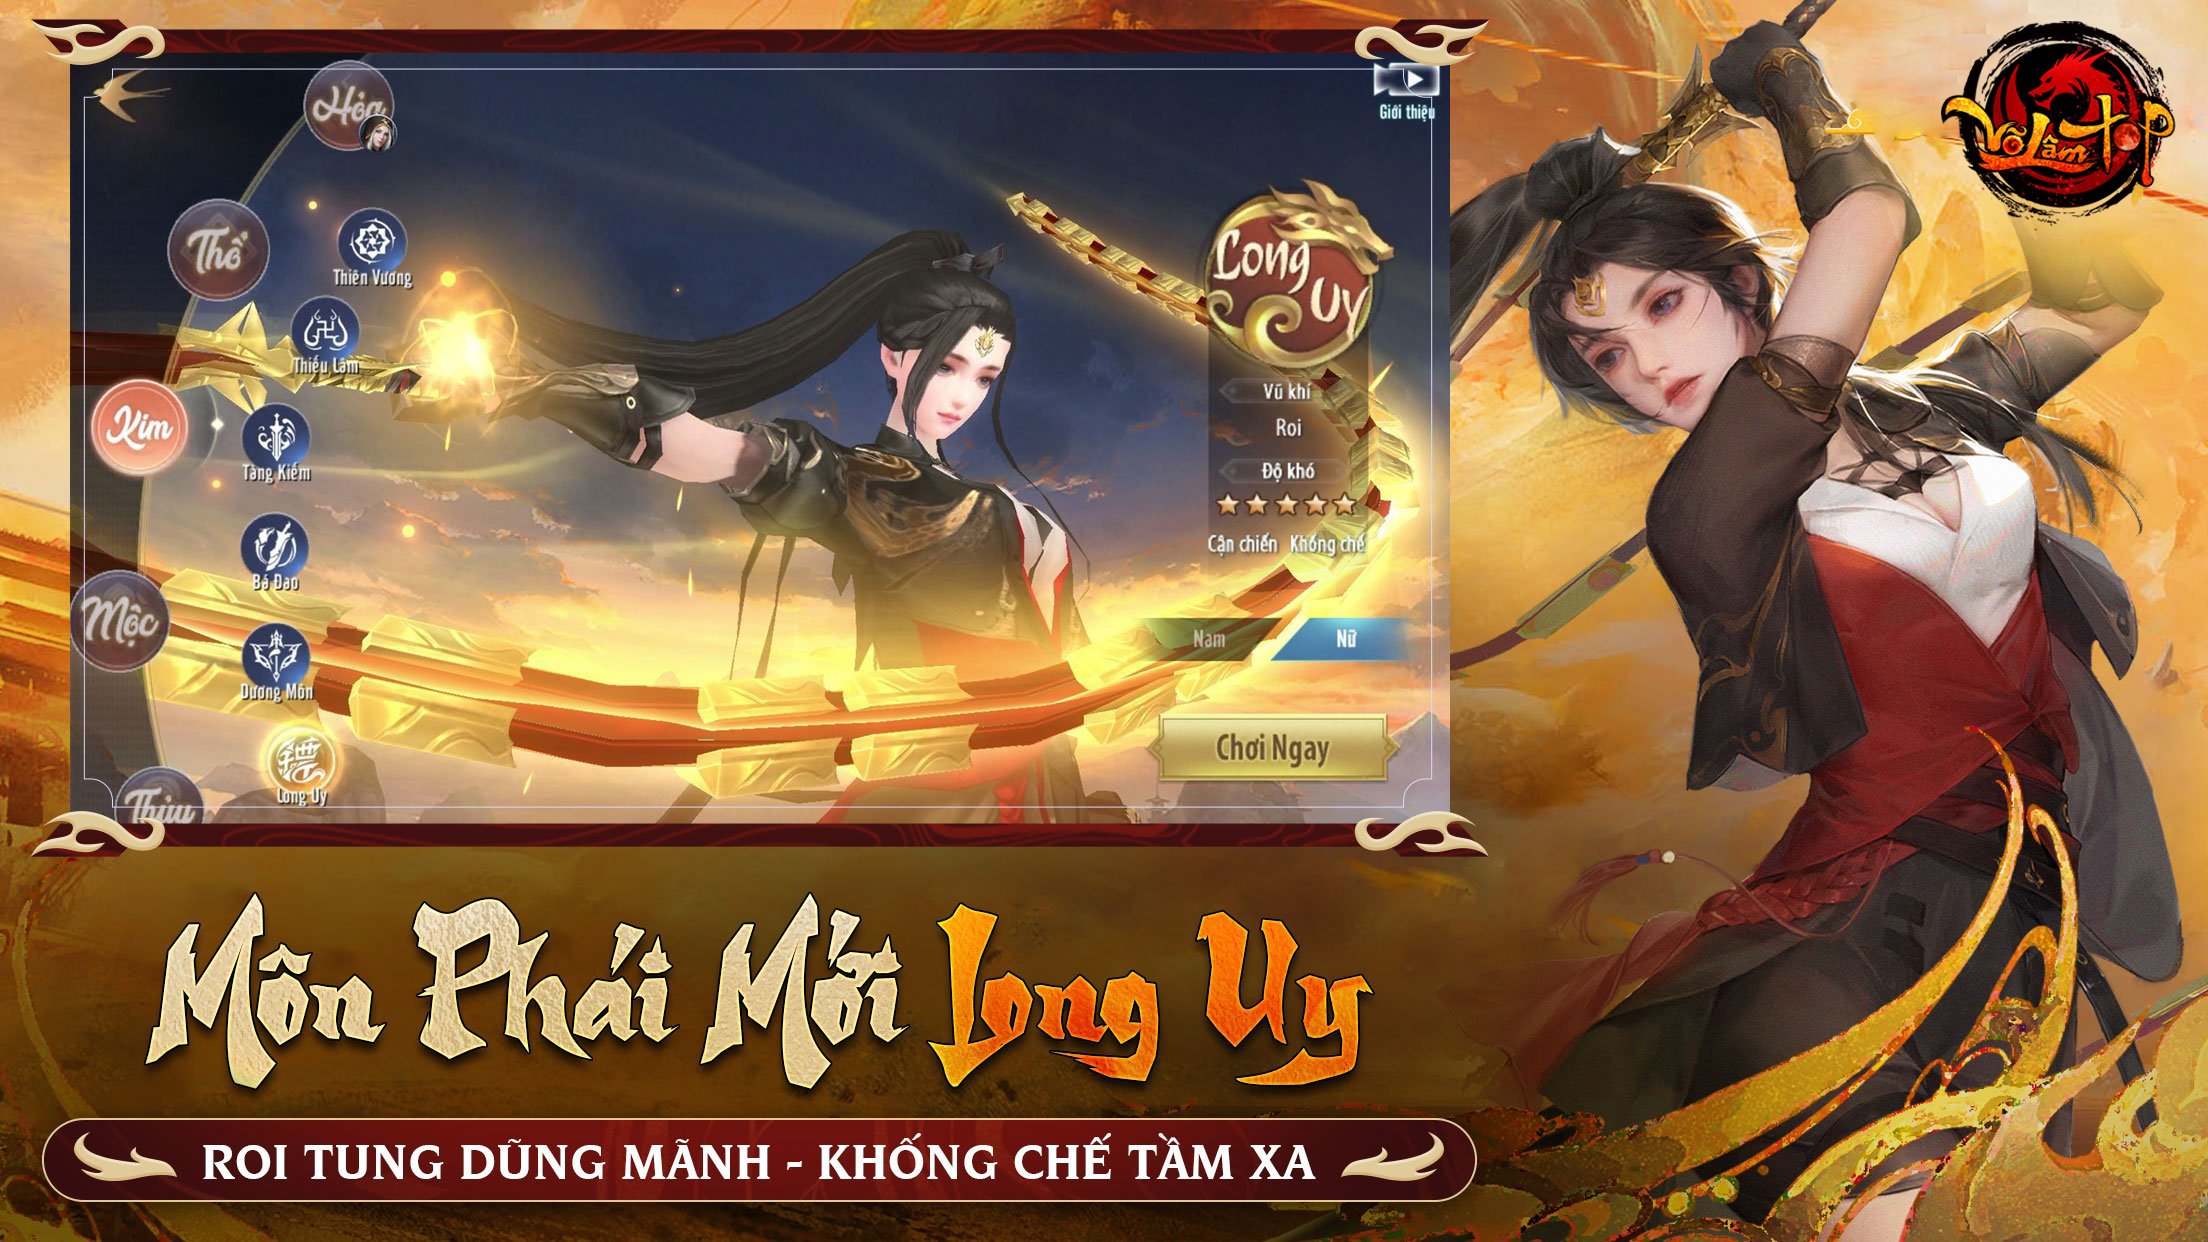 Hỏa
Giới thiệu
Võ Lâm Top
Thổ
Thiên Vương
Thiếu Lâm
Long Uy
Vũ khí
Roi
Kim
Tàng Kiếm
Độ khó
Cận chiến Khống chế
Bá Đao
Mộc
Dương Môn
Nam Nữ
Chơi Ngay
Long Uy
Thủy
Môn Phái Mới Long Uy
ROI TUNG DŨNG MÃNH - KHỐNG CHẾ TẦM XA